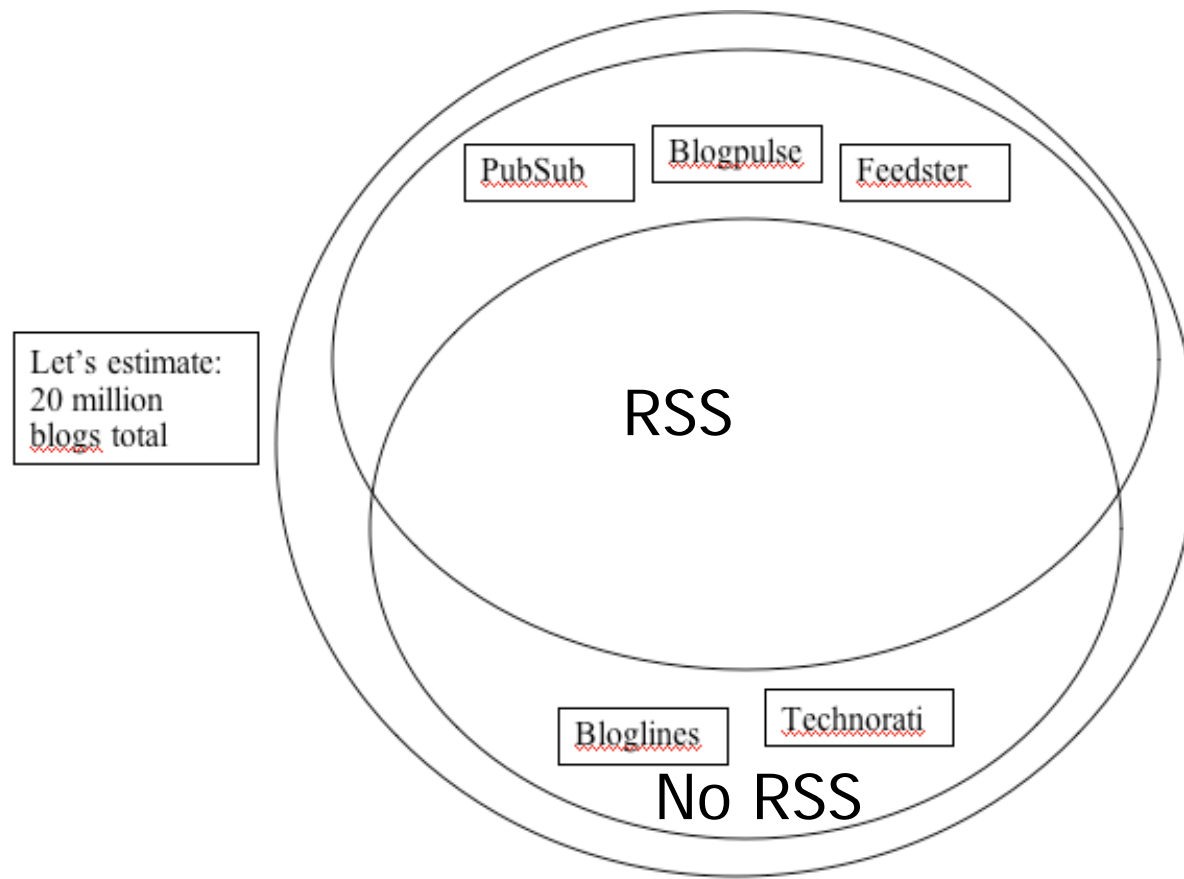 PubSub
Blogpulse
Feedster
Let’s estimate:
20 million
blogs total
RSS
Bloglines
Technorati
No RSS